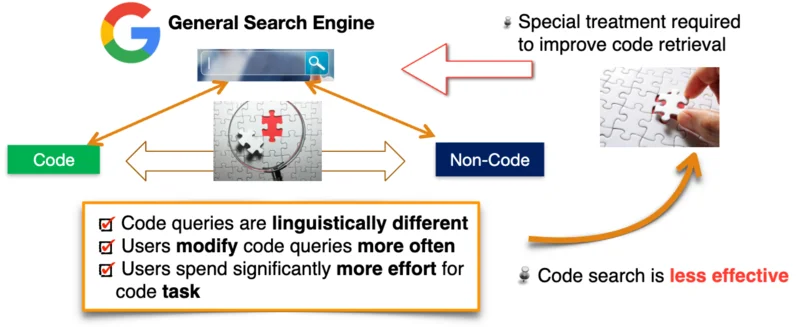 General Search Engine
Special treatment required
to improve code retrieval
Code
Non-Code
Code queries are linguistically different
Users modify code queries more often
Users spend significantly more effort for
code task
Code search is less effective